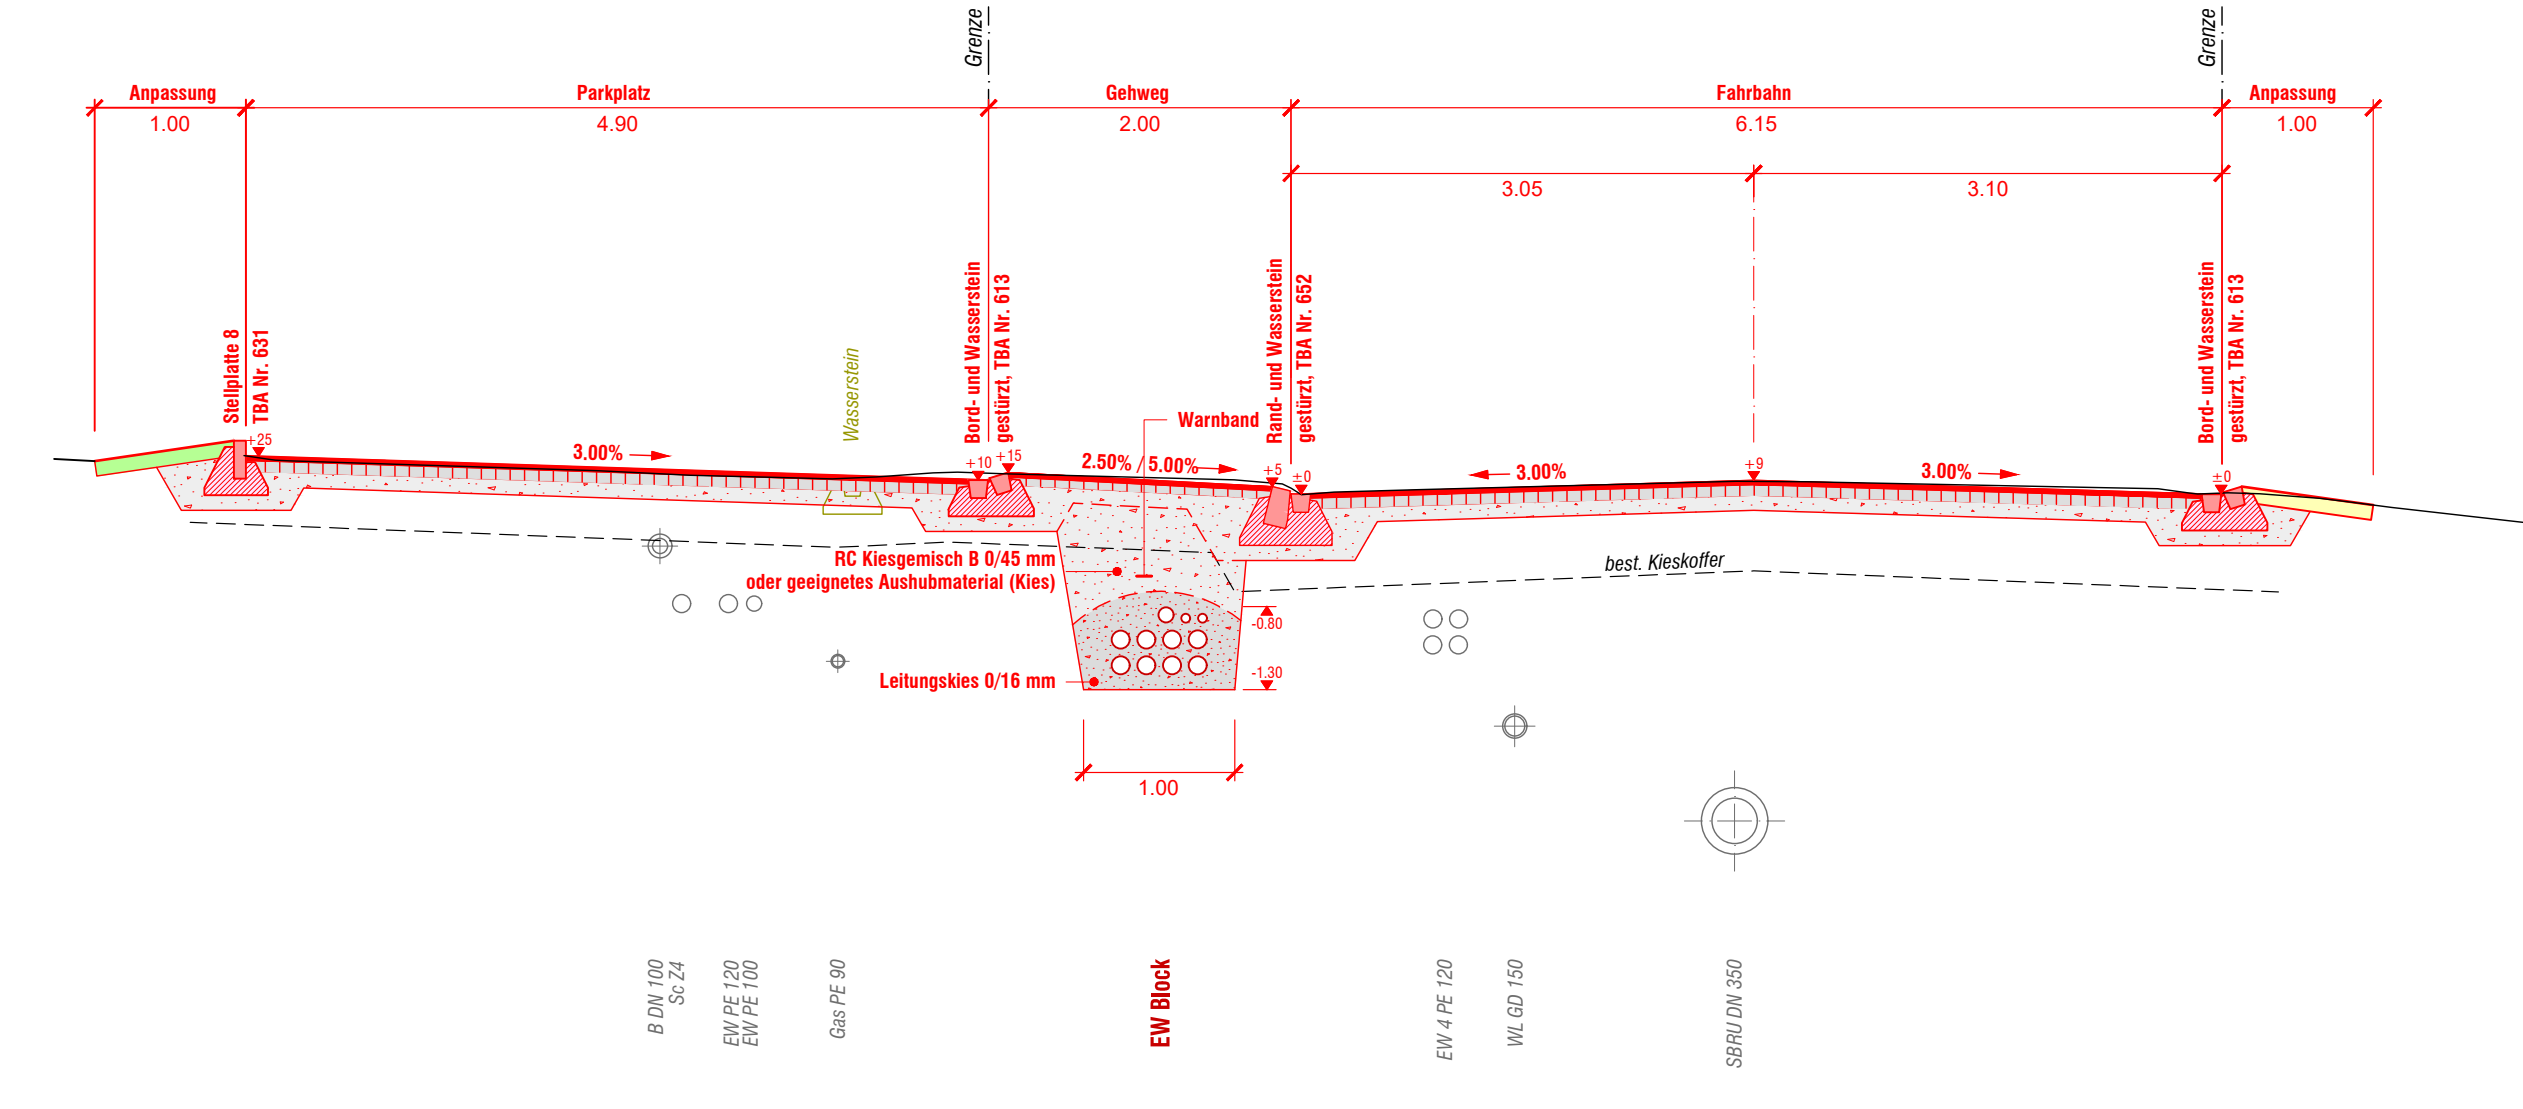 Grenze
Grenze
Anpassung
Parkplatz
Gehweg
Fahrbahn
Anpassung
1.00
4.90
2.00
6.15
1.00
3.05
3.10
Stellplatte 8
TBA Nr. 631
Wasserstein
Bord- und Wasserstein
gestürzt, TBA Nr. 613
Rand- und Wasserstein
gestürzt, TBA Nr. 652
Bord- und Wasserstein
gestürzt, TBA Nr. 613
Warnband
+25
3.00%
+10
+15
2.50% / 5.00%
+5
±0
3.00%
+9
3.00%
±0
RC Kiesgemisch B 0/45 mm
oder geeignetes Aushubmaterial (Kies)
best. Kieskoffer
-0.80
-1.30
Leitungskies 0/16 mm
1.00
B DN 100
Sc Z4
EW PE 120
EW PE 100
Gas PE 90
EW Block
EW 4 PE 120
WL GD 150
SBRU DN 350